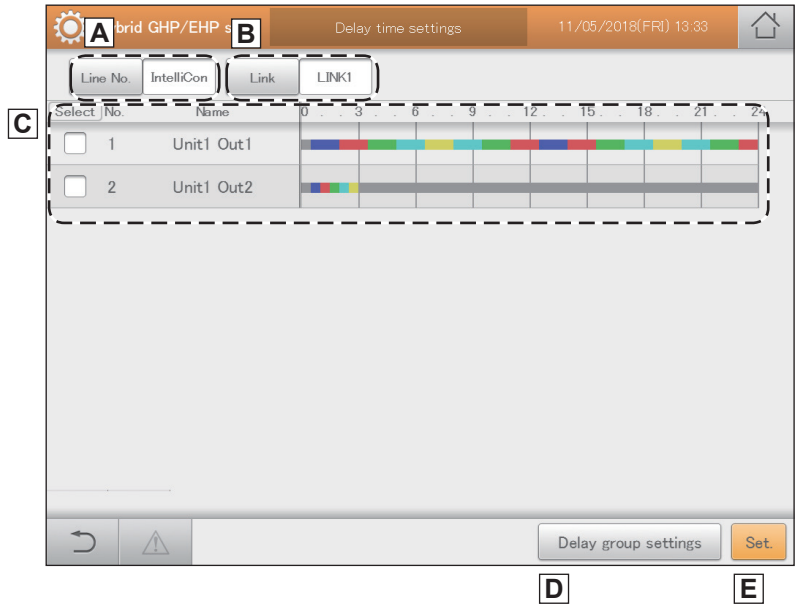 A
B
brid GHP/EHP s
Delay time settings
11/05/2018(FRI) 13:33
Line No. IntelliCon
Link LINK1
C
Select No. Name 0 . . 3 . . 6 . . 9 . . 12 . . 15 . . 18 . . 21 . . 24
1 Unit1 Out1
2 Unit1 Out2
Delay group settings
Set.
D
E